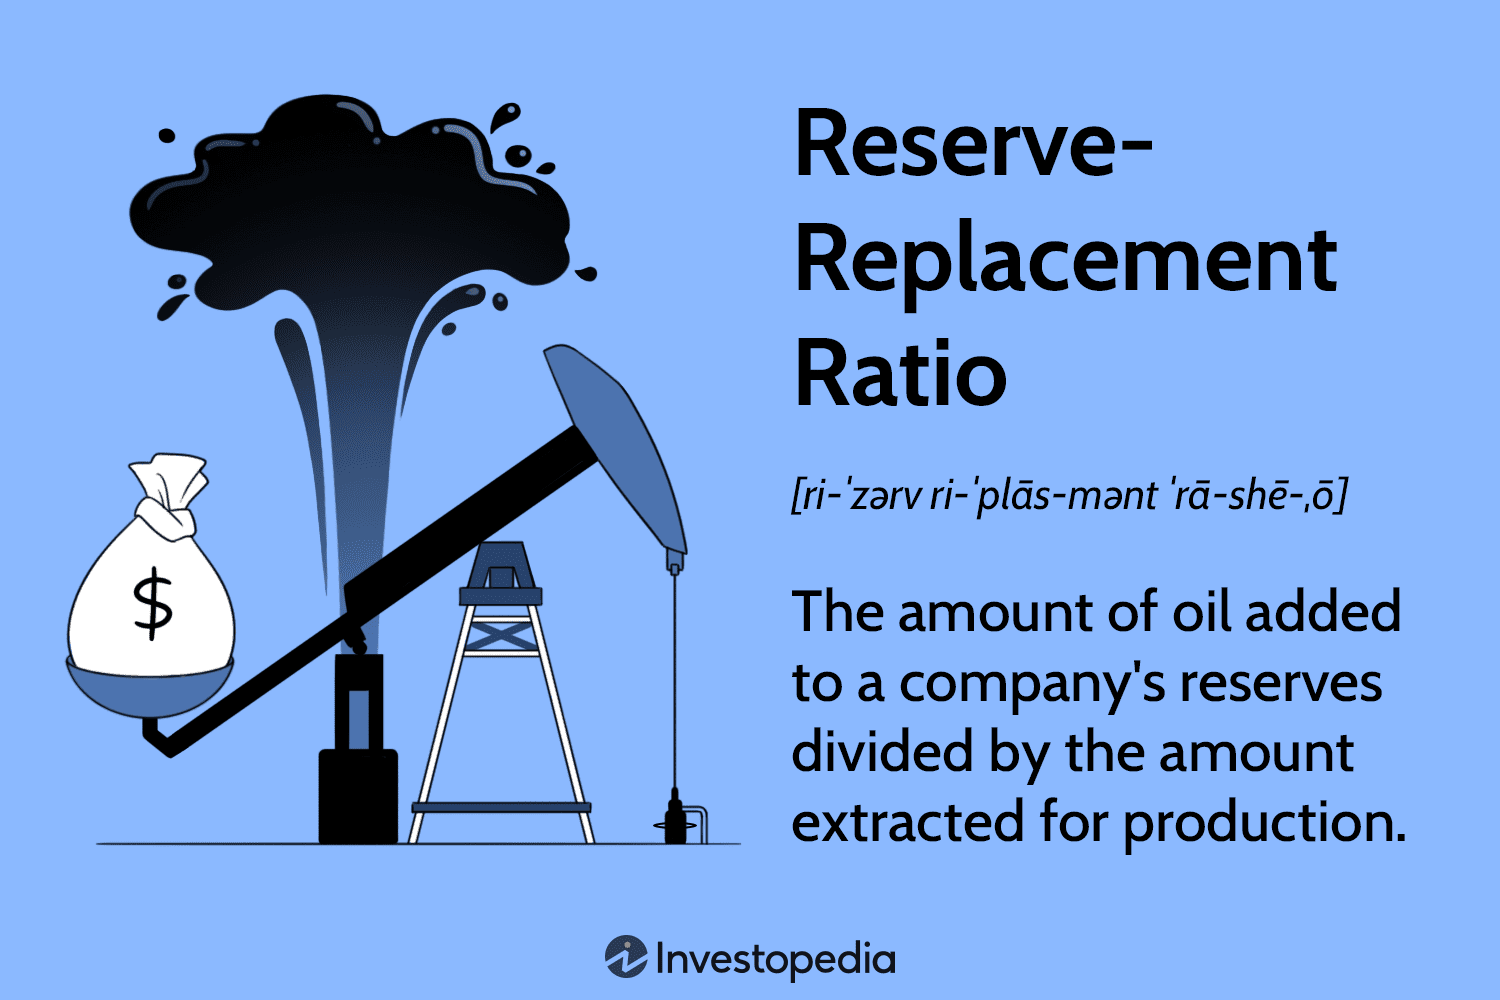 Reserve-
Replacement
Ratio
[ri-ˈzərv ri-ˈplās-mənt ˈrā-shē-ˌō]
The amount of oil added
to a company's reserves
divided by the amount
extracted for production.
$
Investopedia